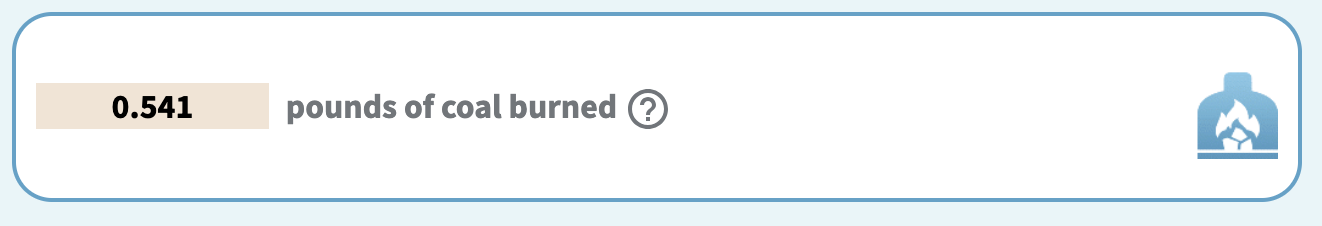 0.541 pounds of coal burned ?